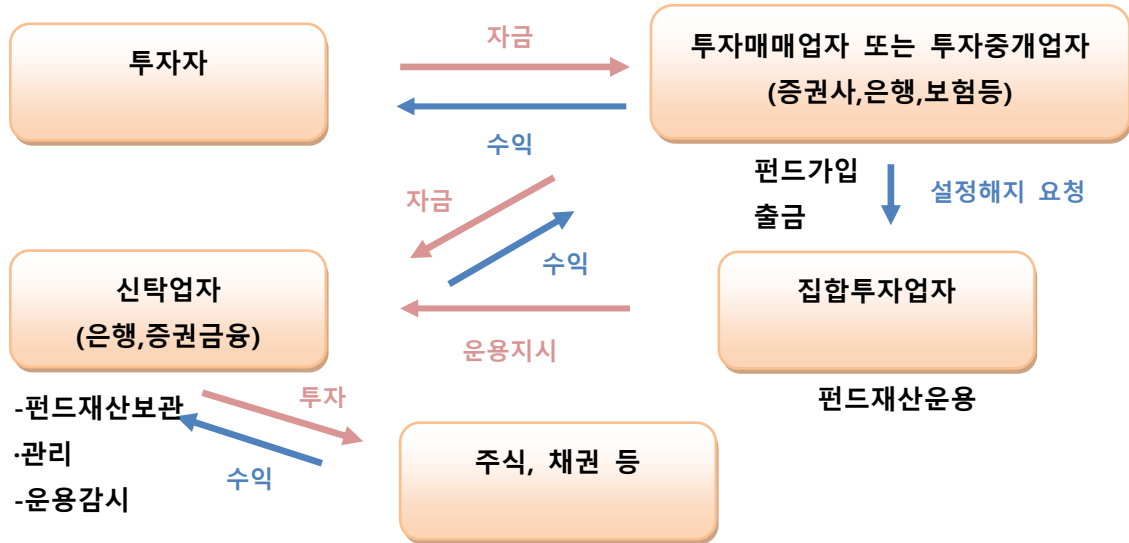 투자자
자금
수익
투자매매업자 또는 투자중개업자
(증권사,은행,보험등)
펀드가입
출금
설정해지 요청
자금
수익
신탁업자
(은행,증권금융)
집합투자업자
운용지시
펀드재산운용
-펀드재산보관
·관리
-운용감시
투자
수익
주식, 채권 등